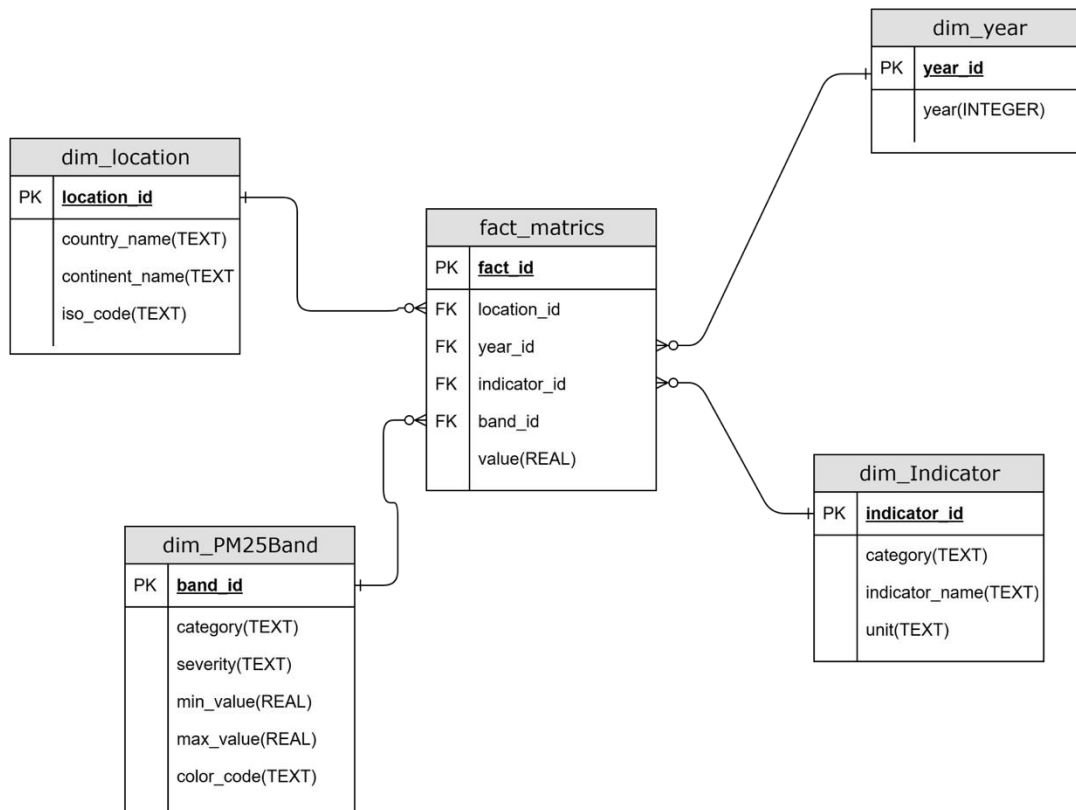 dim_year
PK year_id
year(INTEGER)
dim_location
PK location_id
country_name(TEXT)
continent_name(TEXT
iso_code(TEXT)
fact_matrics
PK fact_id
FK location_id
FK year_id
FK indicator_id
FK band_id
value(REAL)
dim_Indicator
PK indicator_id
category(TEXT)
indicator_name(TEXT)
unit(TEXT)
dim_PM25Band
PK band_id
category(TEXT)
severity(TEXT)
min_value(REAL)
max_value(REAL)
color_code(TEXT)